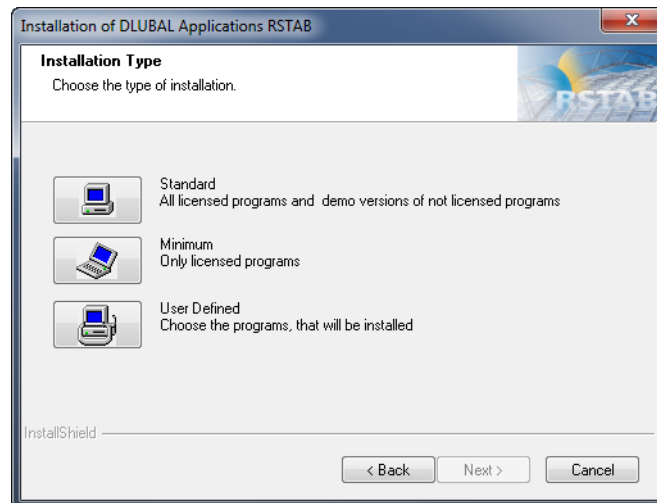 Installation of DLUBAL Applications RSTAB
Installation Type
Choose the type of installation.
RSTAB
Standard
All licensed programs and demo versions of not licensed programs
Minimum
Only licensed programs
User Defined
Choose the programs, that will be installed
InstallShield
< Back
Next >
Cancel